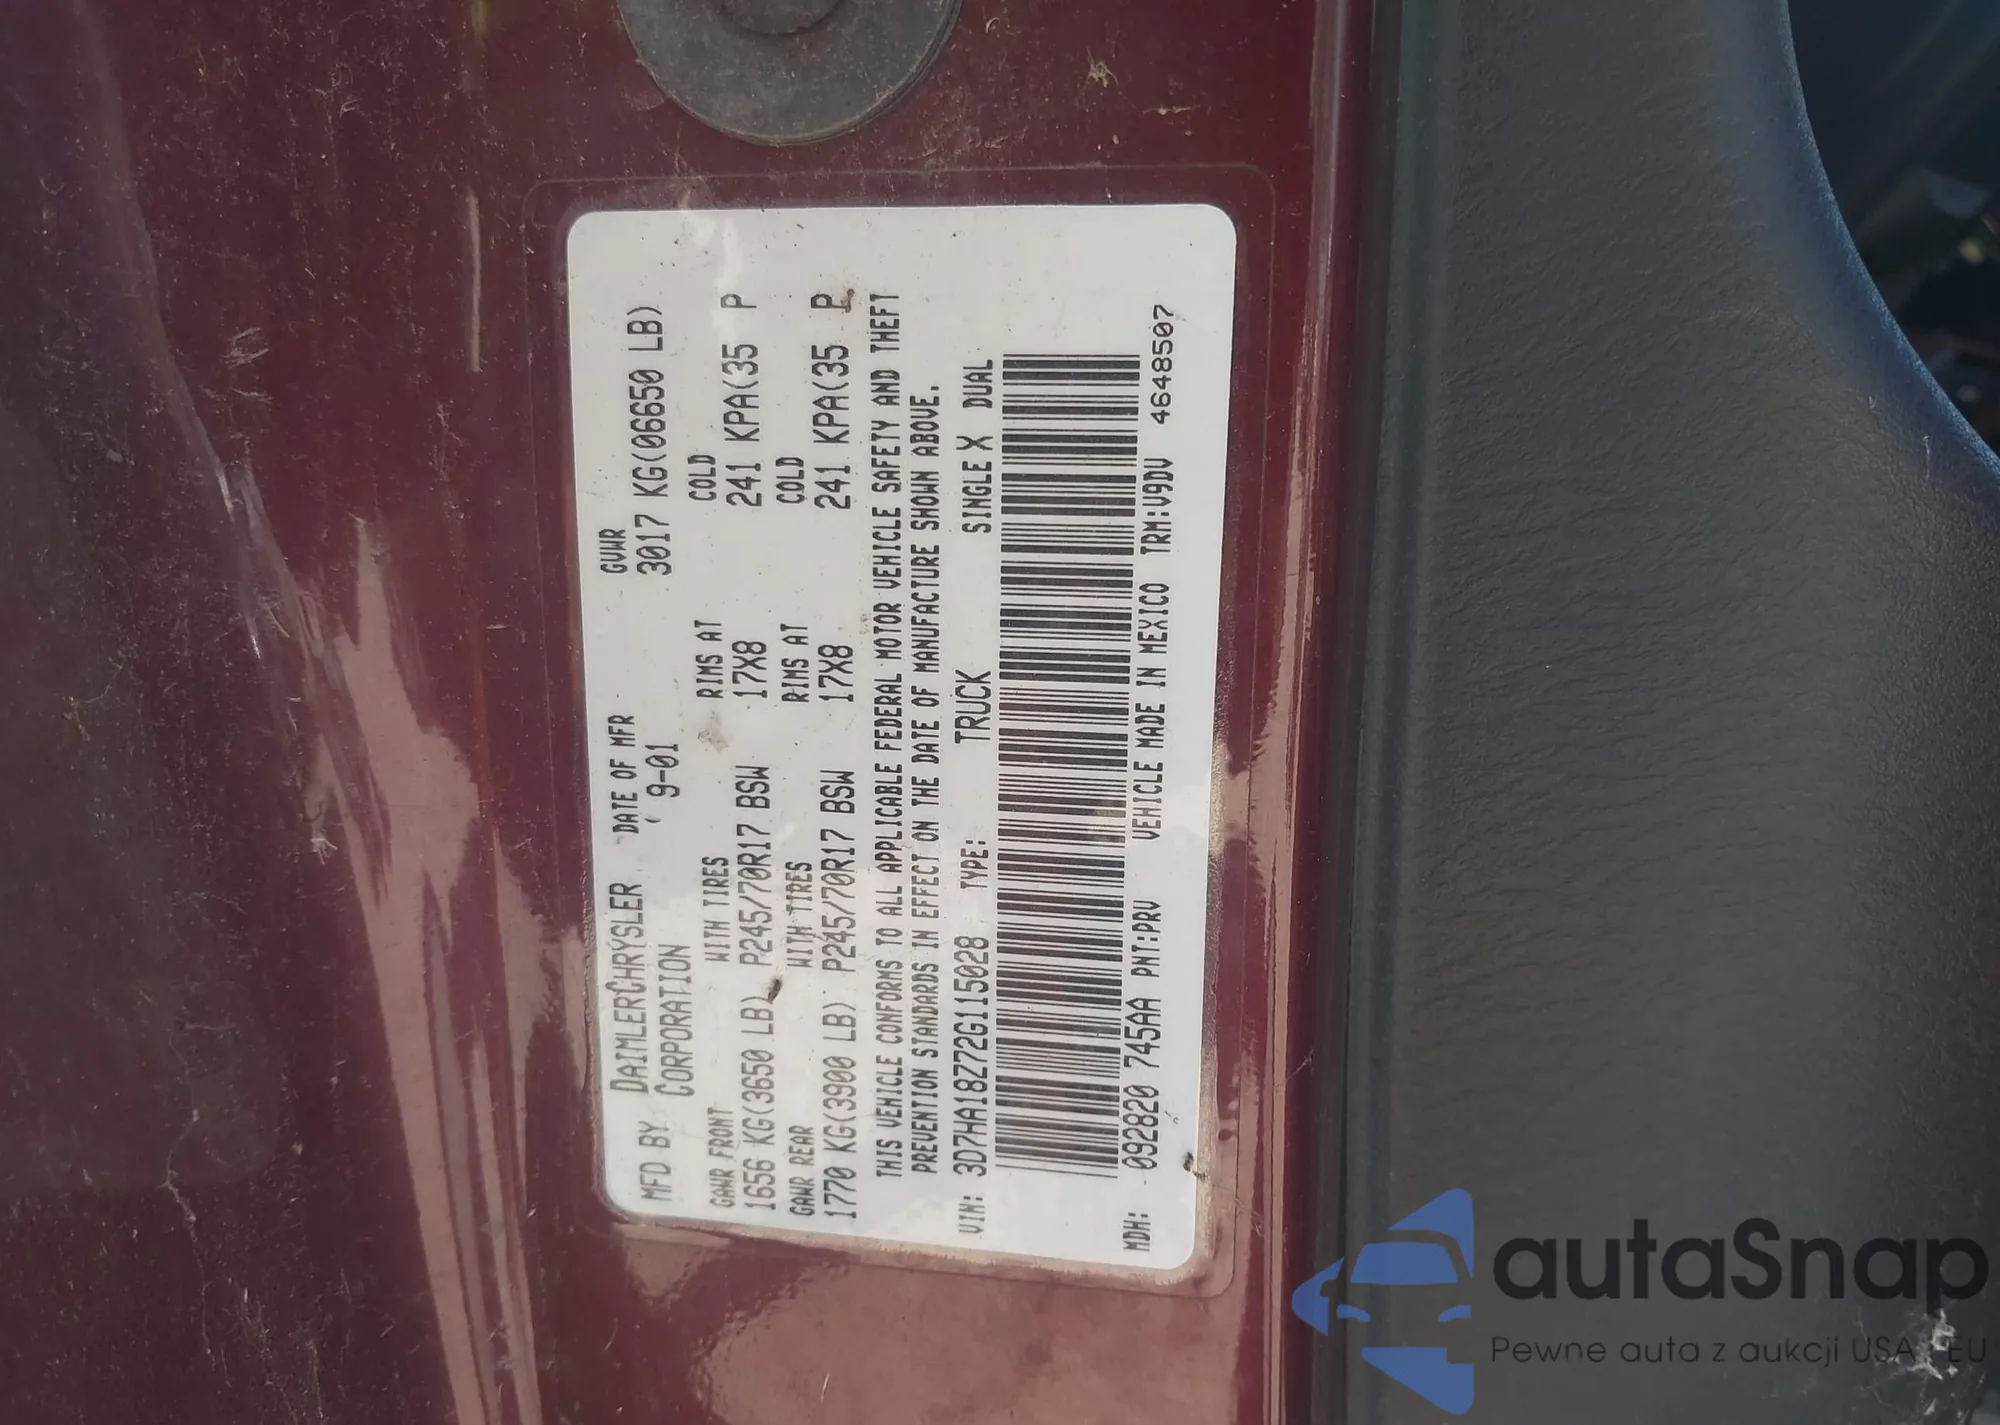 MFD BY DAIMLERCHRYSLER DATE OF MFR GVWR
CORPORATION 9-01 3017 KG(06650 LB)
GAWR FRONT WITH TIRES RIMS AT COLD
1656 KG(3650 LB) P245/70R17 BSW 17X8 241 KPA(35 P
GAWR REAR WITH TIRES RIMS AT COLD
1770 KG(3900 LB) P245/70R17 BSW 17X8 241 KPA(35 P
THIS VEHICLE CONFORMS TO ALL APPLICABLE FEDERAL MOTOR VEHICLE SAFETY AND THEFT
PREVENTION STANDARDS IN EFFECT ON THE DATE OF MANUFACTURE SHOWN ABOVE.
VIN: 3D7HA18Z72G115028 TYPE: TRUCK SINGLE X DUAL
MDH: 092820 745AA PNT:PRV VEHICLE MADE IN MEXICO TRM:V9DV 4648507
autaSnap
Pewne auta z aukcji USA i EU